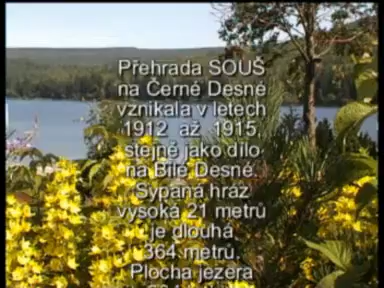 Přehrada SOUŠ
na Černé Desné
vznikala v letech
1912 až 1915,
stejně jako dílo
na Bílé Desné.
Sypaná hráz
vysoká 21 metrů
je dlouhá
364 metrů.
Plocha jezera